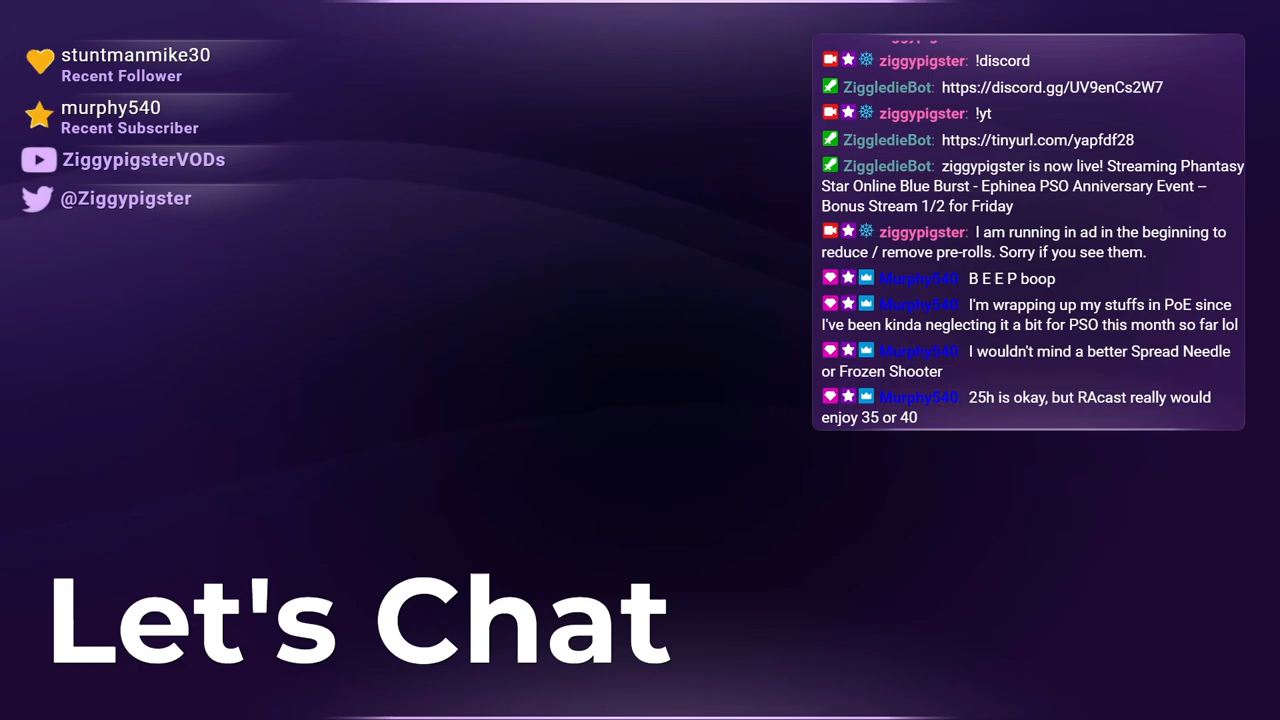 stuntmanmike30
Recent Follower
murphy540
Recent Subscriber
ZiggypigsterVODs
@Ziggypigster
ziggypigster: !discord
ZiggledieBot: https://discord.gg/UV9enCs2W7
ziggypigster: !yt
ZiggledieBot: https://tinyurl.com/yapfdf28
ZiggledieBot: ziggypigster is now live! Streaming Phantasy
Star Online Blue Burst - Ephinea PSO Anniversary Event –
Bonus Stream 1/2 for Friday
ziggypigster: I am running in ad in the beginning to
reduce / remove pre-rolls. Sorry if you see them.
Murphy540 B E E P boop
Murphy540 I'm wrapping up my stuffs in PoE since
I've been kinda neglecting it a bit for PSO this month so far lol
Murphy540 I wouldn't mind a better Spread Needle
or Frozen Shooter
Murphy540 25h is okay, but RAcast really would
enjoy 35 or 40
Let's Chat